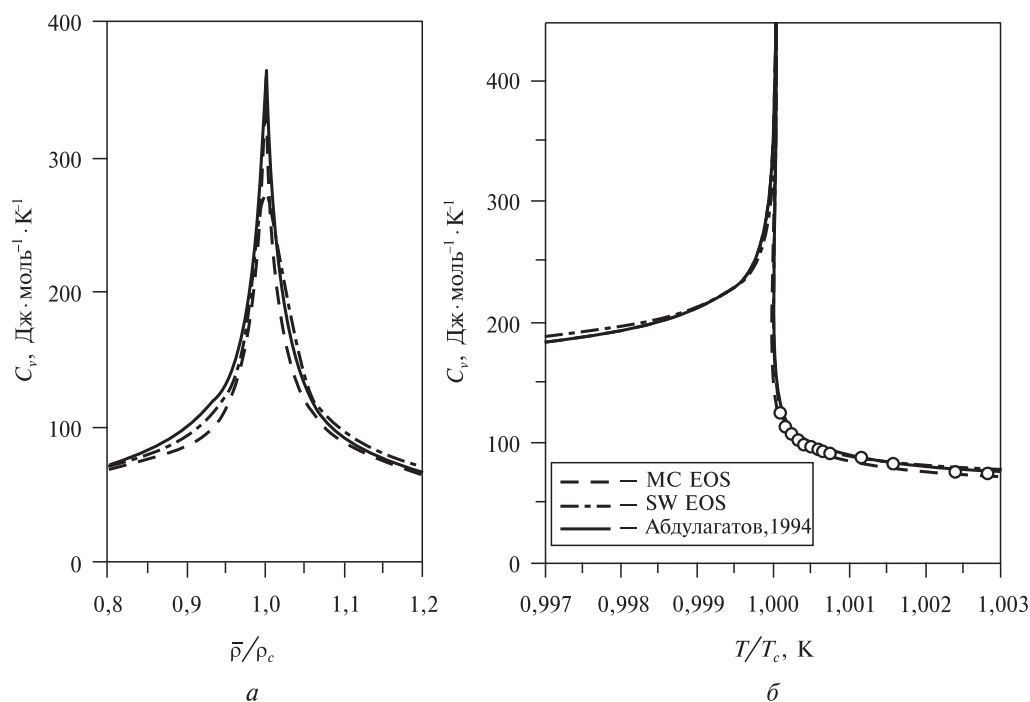 400
300
200
100
0
C_v, Дж·моль⁻¹·К⁻¹
0,8 0,9 1,0 1,1 1,2
ρ̄/ρ_c
а
400
300
200
100
0
C_v, Дж·моль⁻¹·К⁻¹
– MC EOS
– SW EOS
– Абдулагатов,1994
0,997 0,998 0,999 1,000 1,001 1,002 1,003
T/T_c, К
б